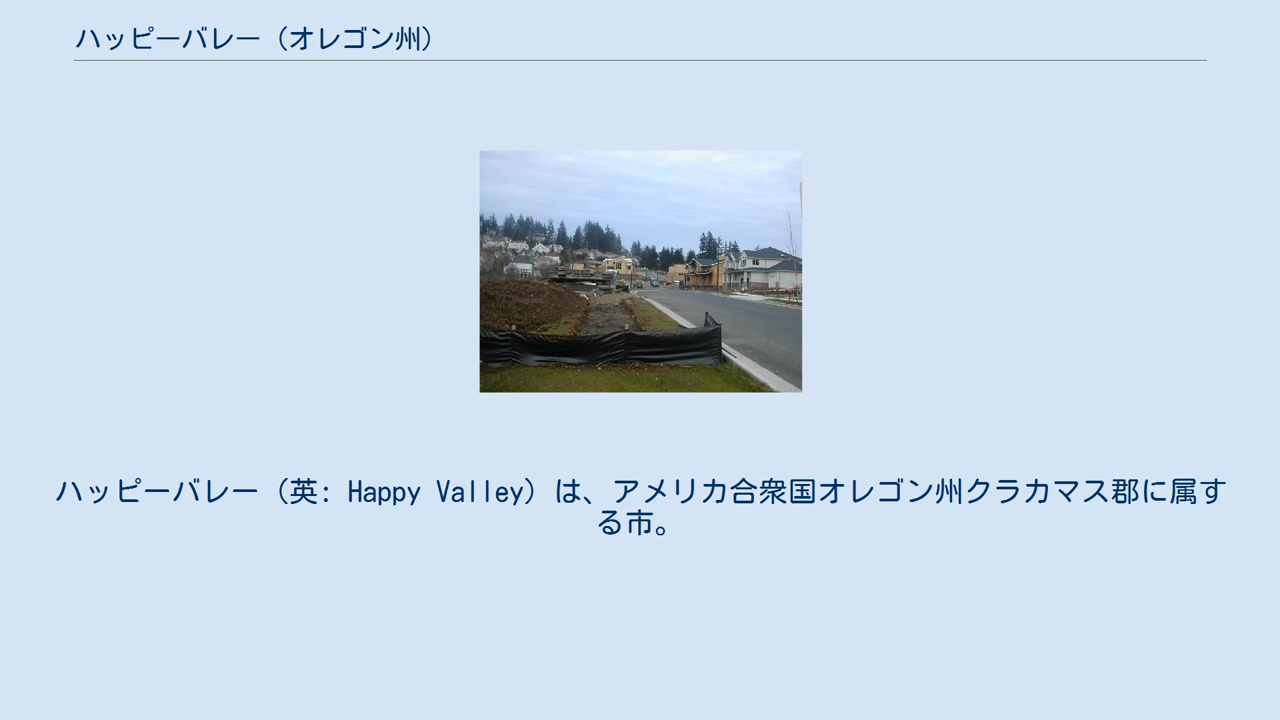 ハッピーバレー（オレゴン州）
ハッピーバレー（英: Happy Valley）は、アメリカ合衆国オレゴン州クラカマス郡に属す
る市。